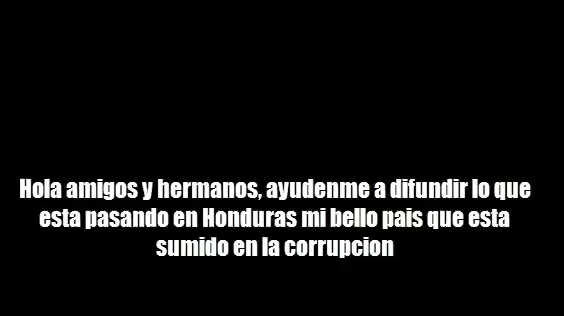 Hola amigos y hermanos, ayudenme a difundir lo que
esta pasando en Honduras mi bello pais que esta
sumido en la corrupcion